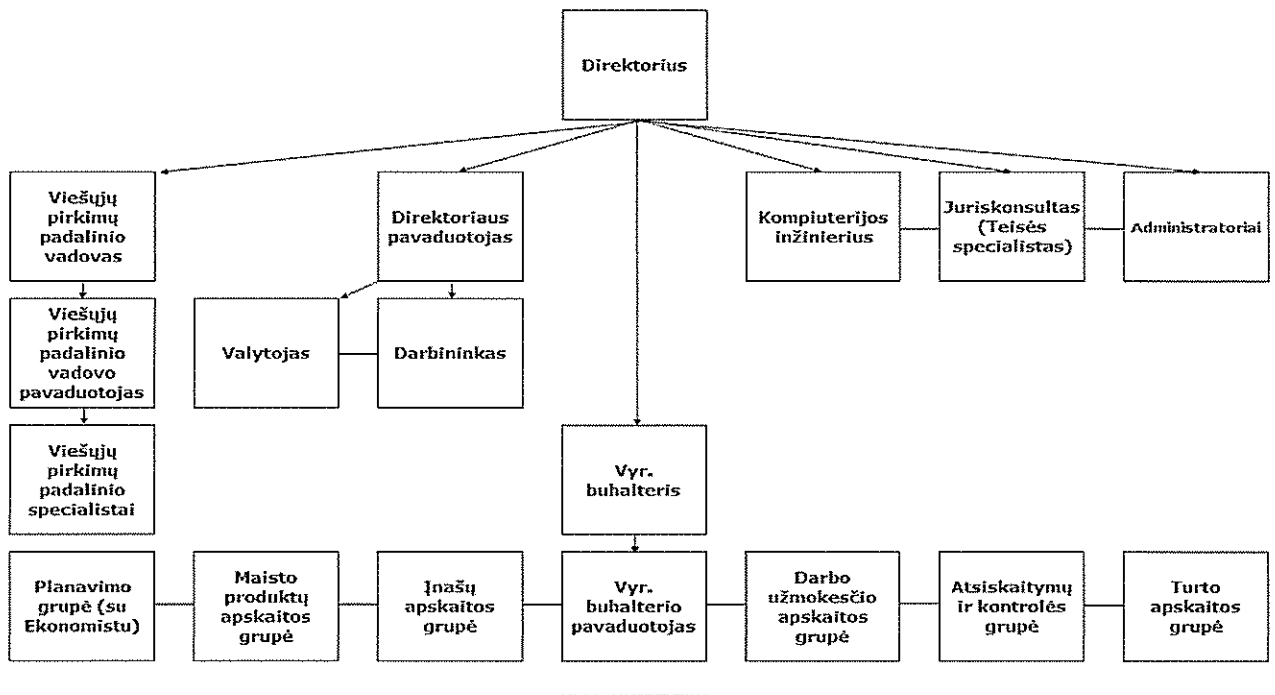 Direktorius
Viešųjų
pirkimų
padalinio
vadovas
Direktoriaus
pavaduotojas
Kompiuterijos
inžinierius
Juriskonsultas
(Teisės
specialistas)
Administratoriai
Viešųjų
pirkimų
padalinio
vadovo
pavaduotojas
Valytojas
Darbininkas
Viešųjų
pirkimų
padalinio
specialistai
Vyr.
buhalteris
Planavimo
grupė (su
Ekonomistu)
Maisto
produktų
apskaitos
grupė
Įnašų
apskaitos
grupė
Vyr.
buhalterio
pavaduotojas
Darbo
užmokesčio
apskaitos
grupė
Atsiskaitymų
ir kontrolės
grupė
Turto
apskaitos
grupė